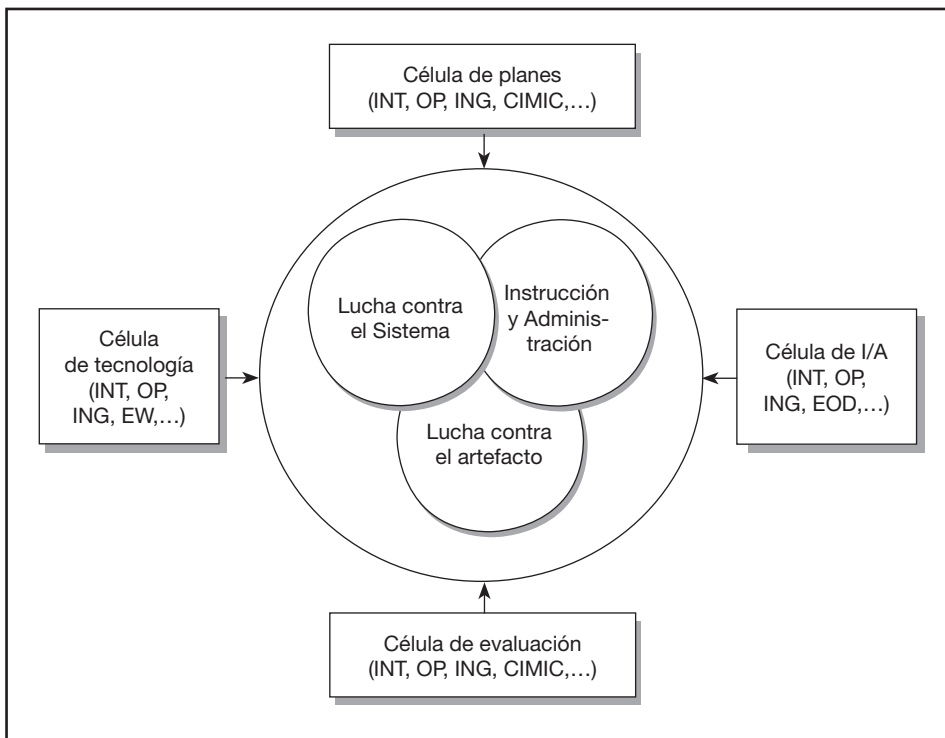 Célula de planes
(INT, OP, ING, CIMIC,…)
Lucha contra
el Sistema
Instrucción
y Adminis-
tración
Lucha contra
el artefacto
Célula
de tecnología
(INT, OP,
ING, EW,…)
Célula de I/A
(INT, OP,
ING, EOD,…)
Célula de evaluación
(INT, OP, ING, CIMIC,…)